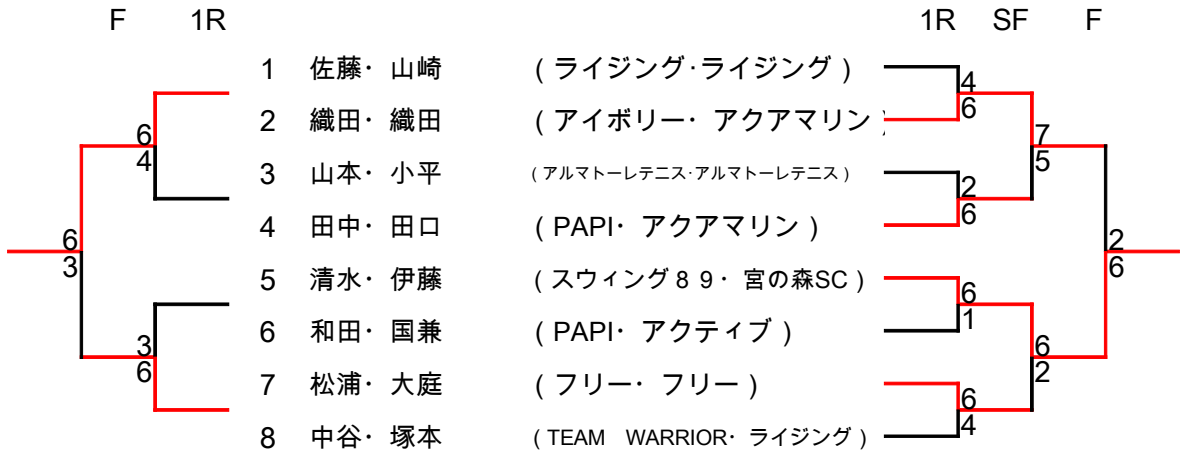 F 1R 1R SF F
1 佐藤・山崎 (ライジング・ライジング)
4
2 織田・織田 (アイボリー・アクアマリン)
6
6 7
4 5
3 山本・小平 (アルマトーレテニス・アルマトーレテニス)
2
4 田中・田口 (PAPI・アクアマリン)
6
6 2
3 6
5 清水・伊藤 (スウィング89・宮の森SC)
6
6 和田・国兼 (PAPI・アクティブ)
1
3 6
6 2
7 松浦・大庭 (フリー・フリー)
6
8 中谷・塚本 (TEAM WARRIOR・ライジング)
4